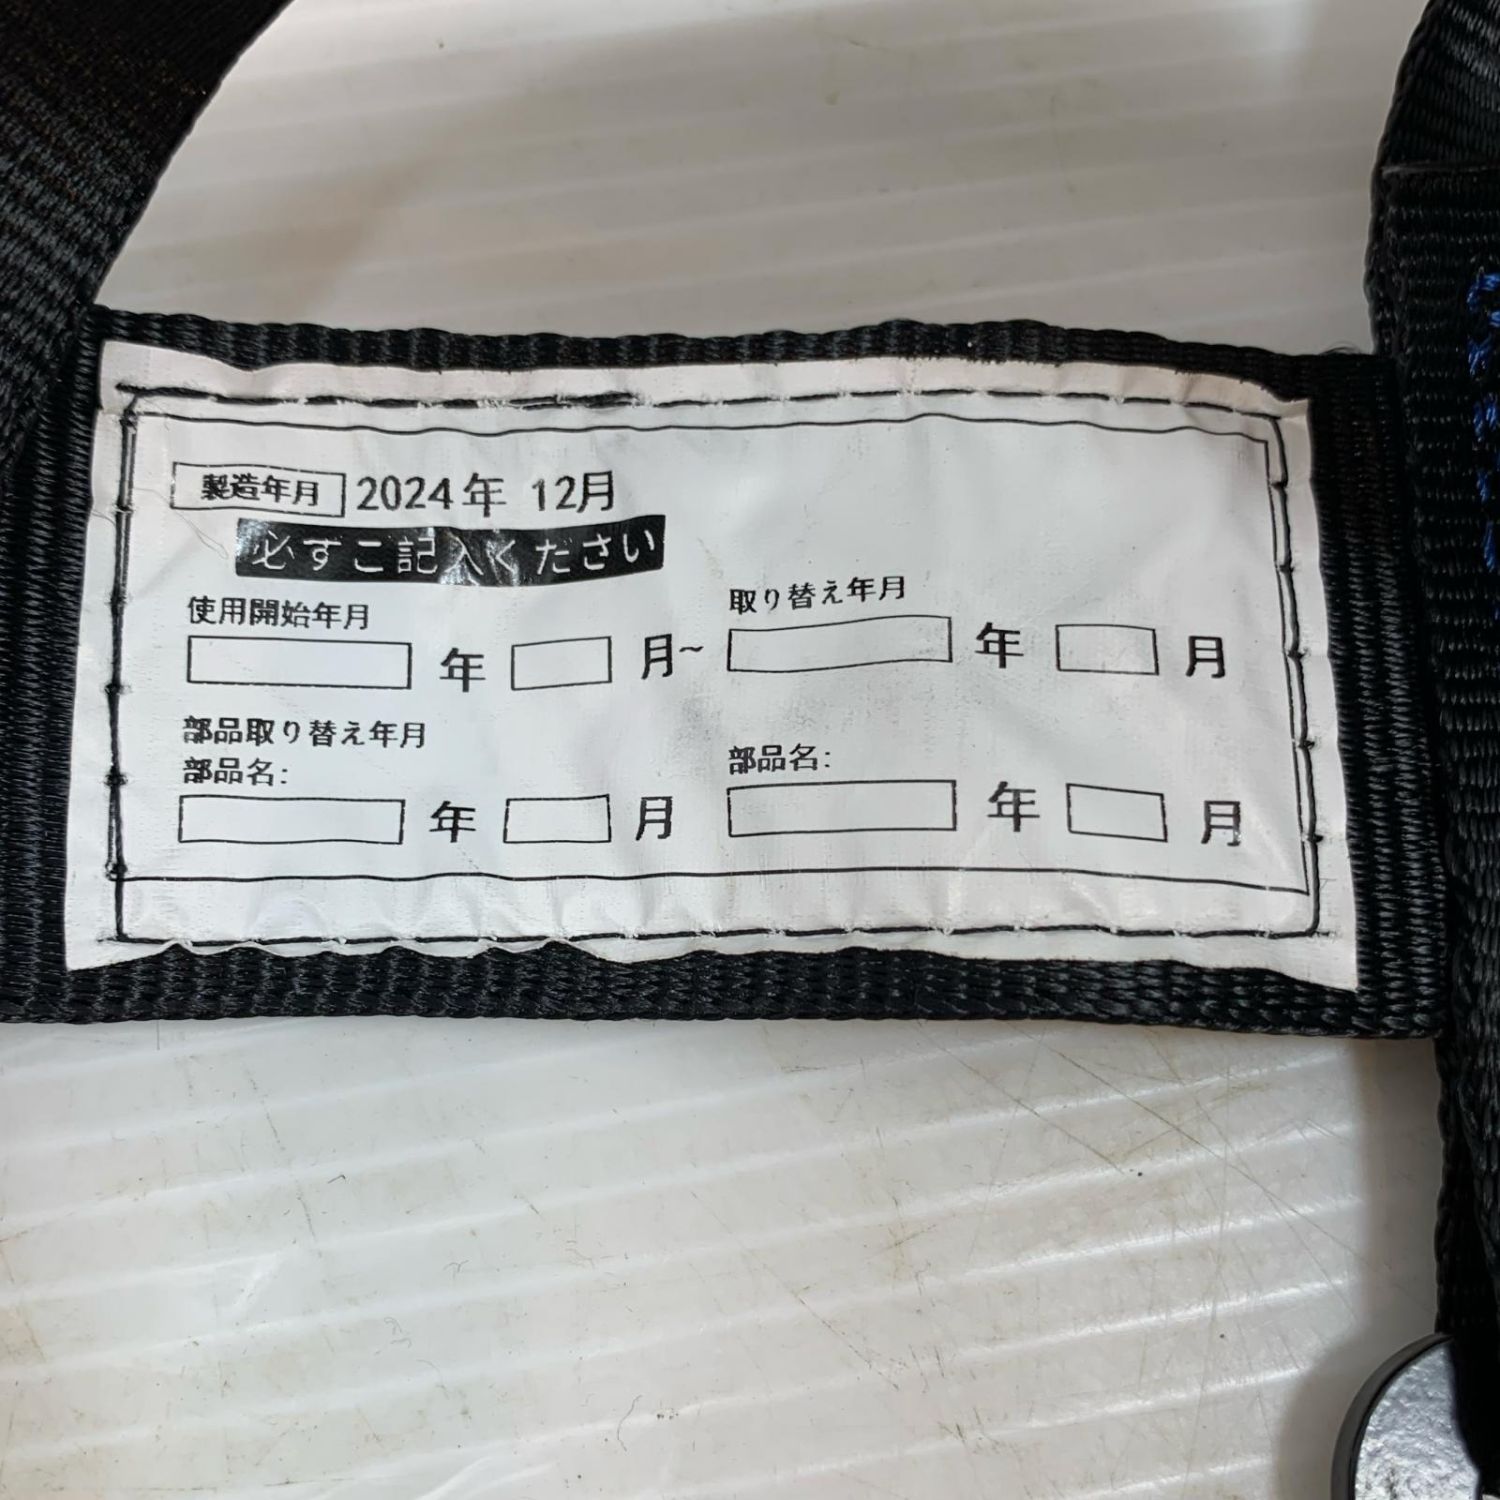 製造年月 2024年 12月
必すこ記入ください
使用開始年月
年 月~
取り替え年月
年 月
部品取り替え年月
部品名:
年 月
部品名:
年 月